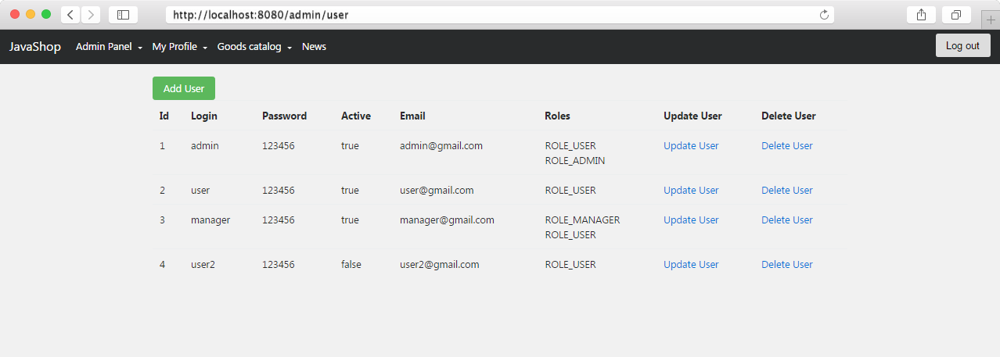 http://localhost:8080/admin/user
JavaShop Admin Panel My Profile Goods catalog News Log out
Add User
Id Login Password Active Email Roles Update User Delete User
1 admin 123456 true admin@gmail.com ROLE_USER Update User Delete User
ROLE_ADMIN
2 user 123456 true user@gmail.com ROLE_USER Update User Delete User
3 manager 123456 true manager@gmail.com ROLE_MANAGER Update User Delete User
ROLE_USER
4 user2 123456 false user2@gmail.com ROLE_USER Update User Delete User